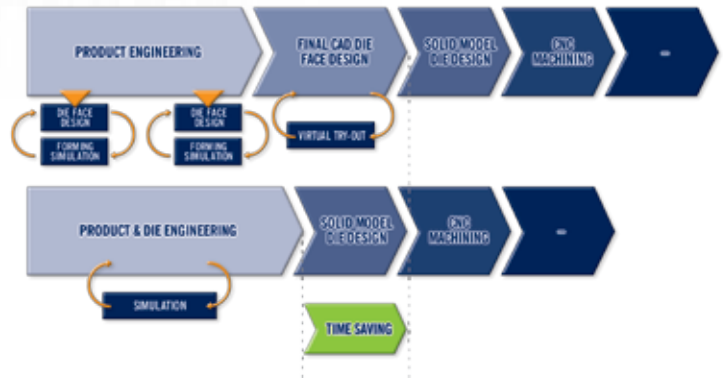 PRODUCT ENGINEERING
FINAL CAD DIE
FACE DESIGN
SOLID MODEL
DIE DESIGN
CNC
MACHINING
DIE FACE
DESIGN
FORMING
SIMULATION
DIE FACE
DESIGN
FORMING
SIMULATION
VIRTUAL TRY-OUT
PRODUCT & DIE ENGINEERING
SOLID MODEL
DIE DESIGN
CNC
MACHINING
SIMULATION
TIME SAVING